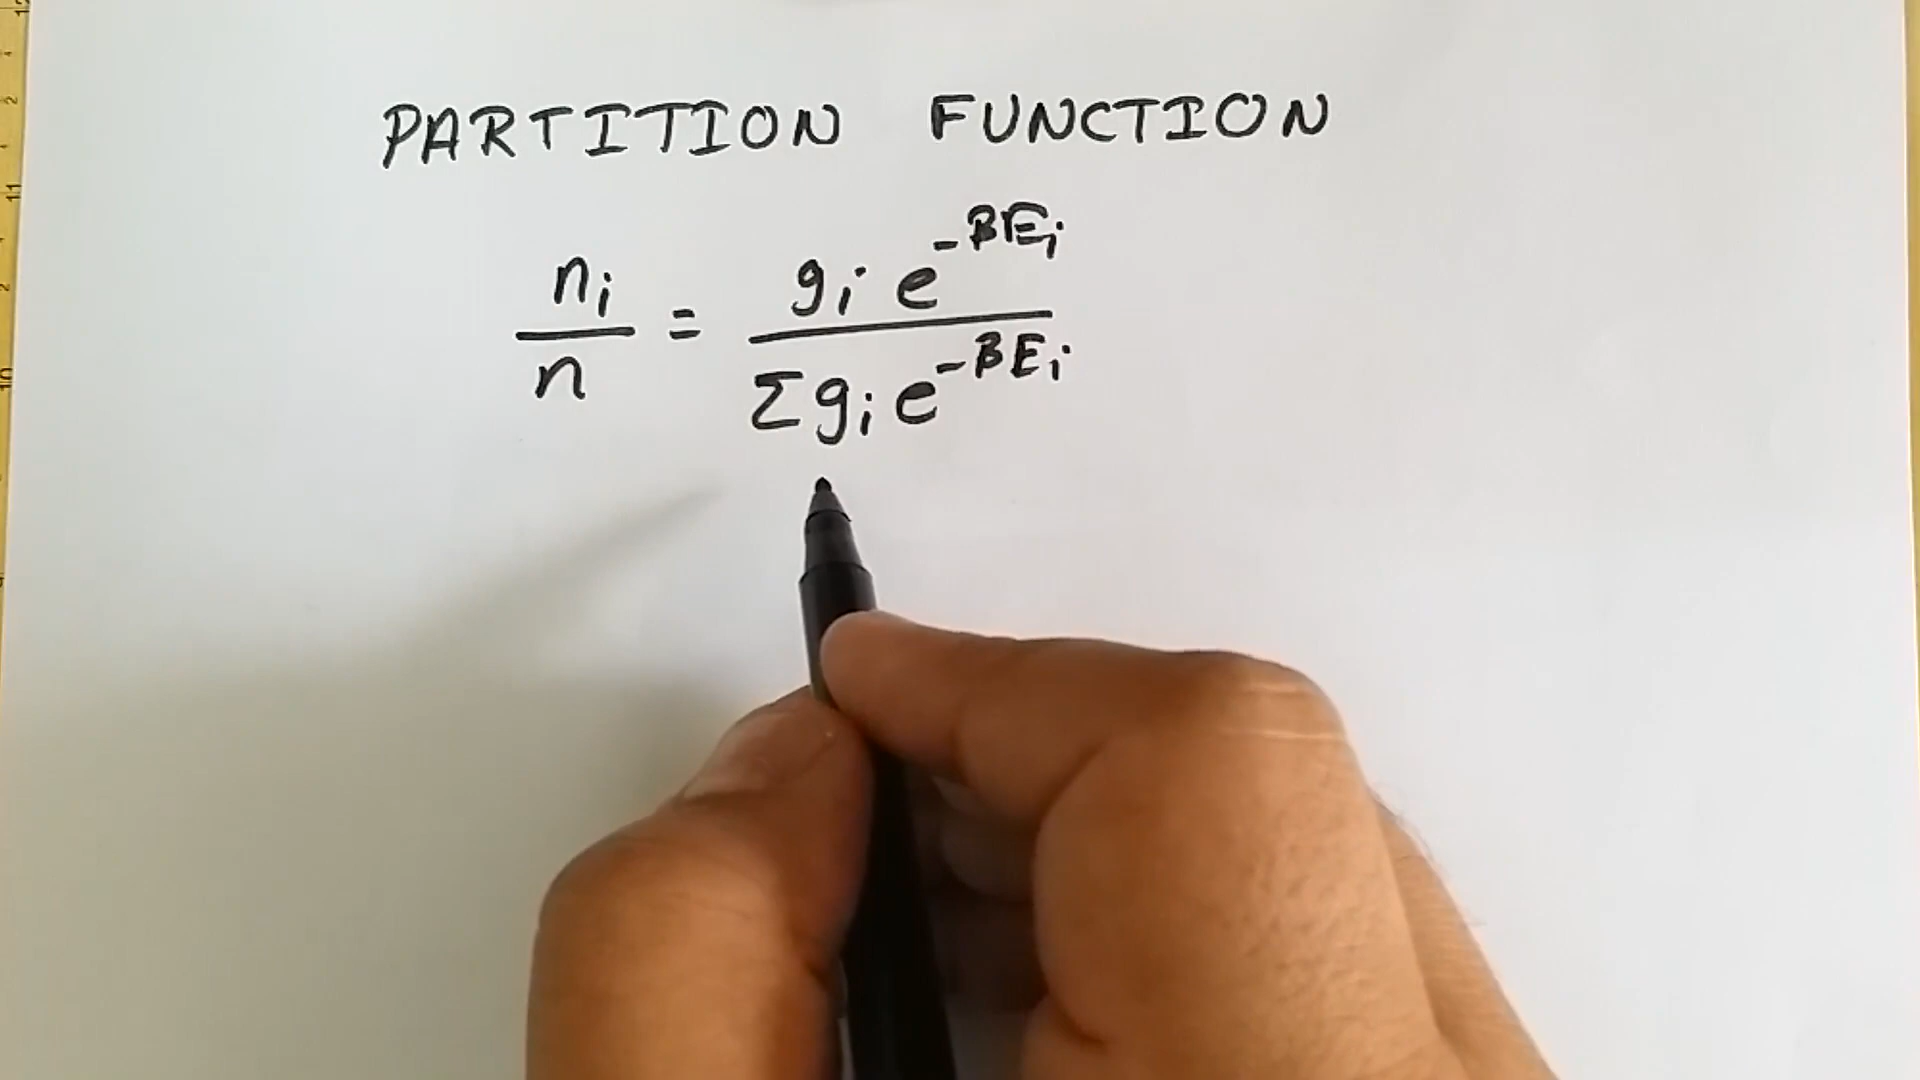 PARTITION FUNCTION
nᵢ/n = gᵢ e^-βEᵢ / Σgᵢ e^-βEᵢ